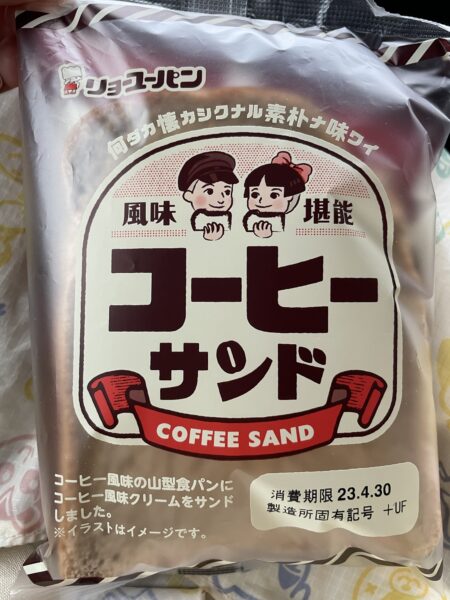 リョーユーパン
何ダカ懐カシクナル素朴ナ味ワイ
風味 堪能
コーヒー
サンド
COFFEE SAND
コーヒー風味の山型食パンに
コーヒー風味クリームをサンド
しました。
※イラストはイメージです。
消費期限 23.4.30
製造所固有記号 +UF